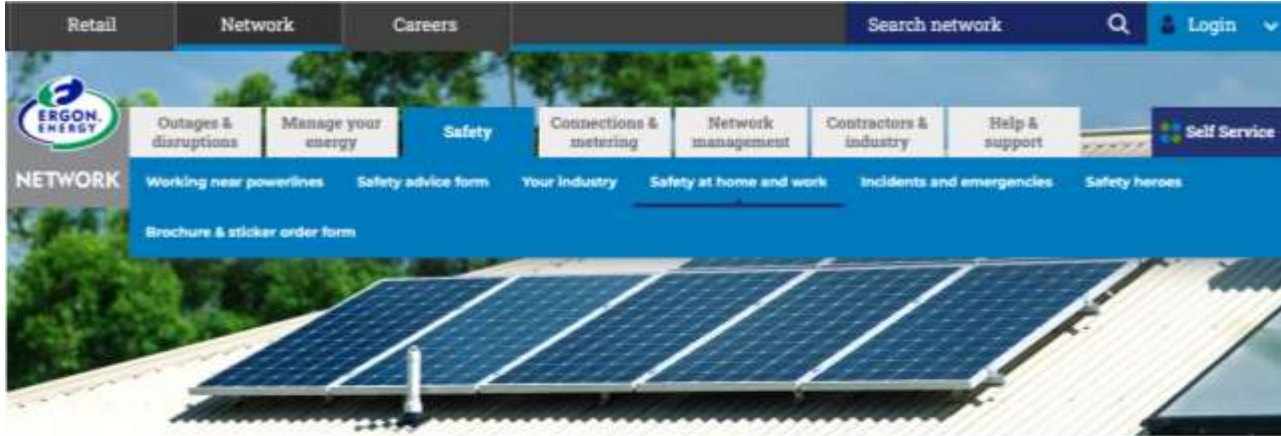 Retail
Network
Careers
Search network
Login
ERGON.
ENERGY
NETWORK
Outages &
disruptions
Manage your
energy
Safety
Connections &
metering
Network
management
Contractors &
industry
Help &
support
Self Service
Working near powerlines
Safety advice form
Your industry
Safety at home and work
Incidents and emergencies
Safety heroes
Brochure & sticker order form